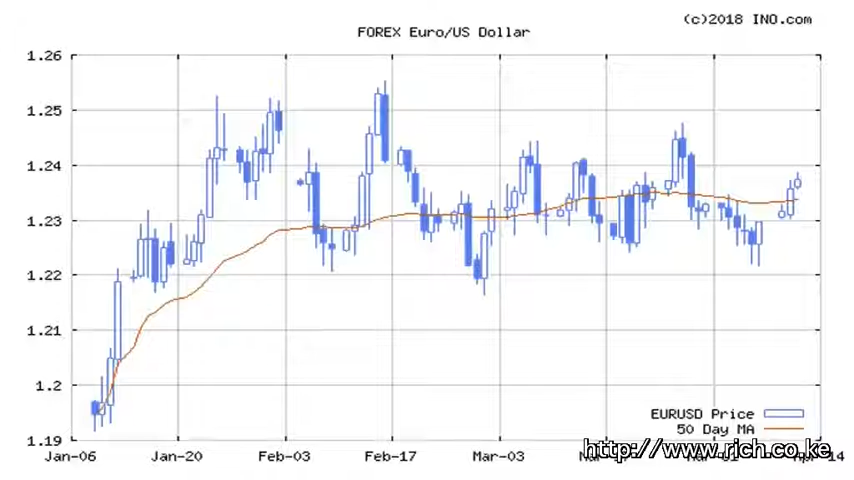 (c)2018 INO.com
FOREX Euro/US Dollar
1.26
1.25
1.24
1.23
1.22
1.21
1.2
1.19
EURUSD Price
50 Day MA
http://www.rich.co.ke
Jan-06 Jan-20 Feb-03 Feb-17 Mar-03